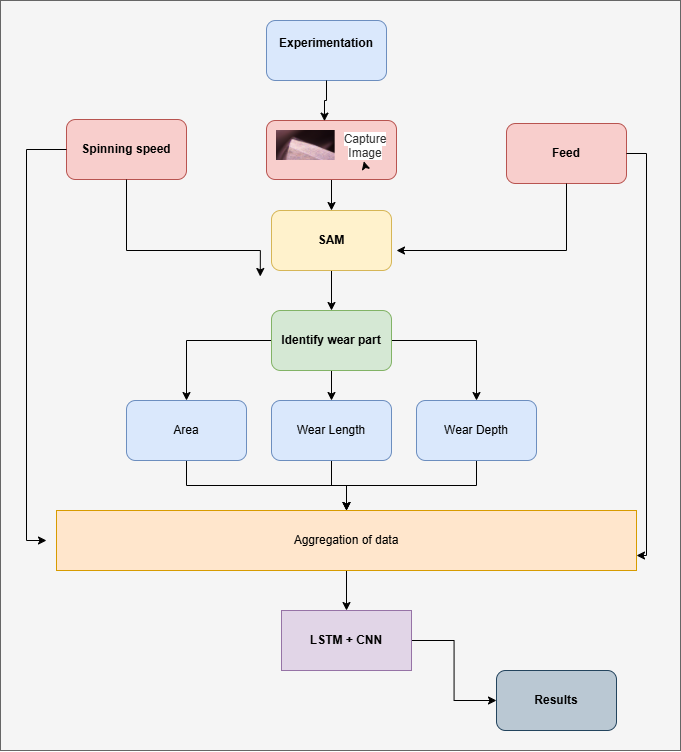 Experimentation
Spinning speed
Capture
Image
Feed
SAM
Identify wear part
Area
Wear Length
Wear Depth
Aggregation of data
LSTM + CNN
Results